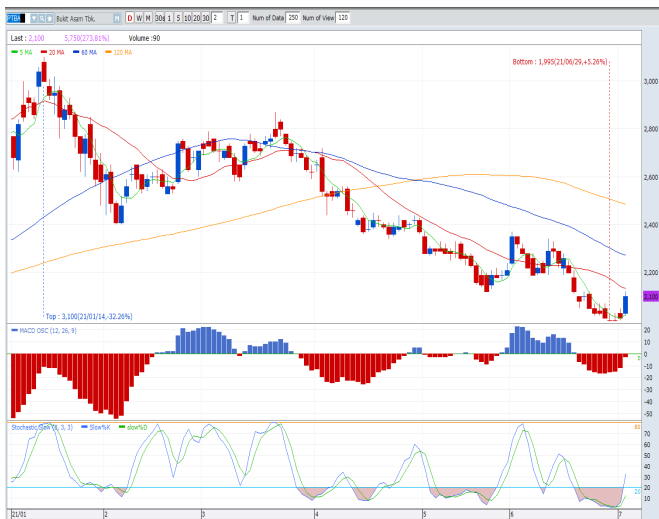 PTBA Bukit Asam Tbk. M D W M 30s 1 5 10 20 30 2 T 1 Num of Data 250 Num of View 120
Last : 2,100 5,750(273.81%) Volume :90
5 MA 20 MA 60 MA 120 MA
Bottom : 1,995(21/06/29,+5.26%)
3,000
2,800
2,600
2,400
2,200
2,100
Top : 3,100(21/01/14,-32.26%)
MACD OSC (12, 26, 9)
20
10
0
0
-10
-20
-30
-40
-50
Stochastic Slow (5, 3, 3) Slow%K slow%D
80
70
60
50
40
30
20
10
21/01 2 3 4 5 6 7